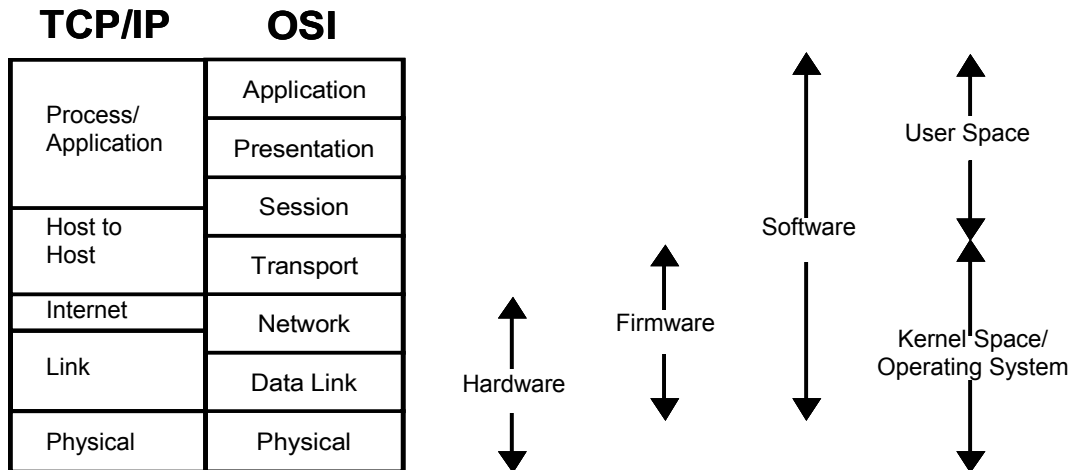 TCP/IP
OSI
Process/
Application
Host to
Host
Internet
Link
Physical
Application
Presentation
Session
Transport
Network
Data Link
Physical
Hardware
Firmware
Software
User Space
Kernel Space/
Operating System